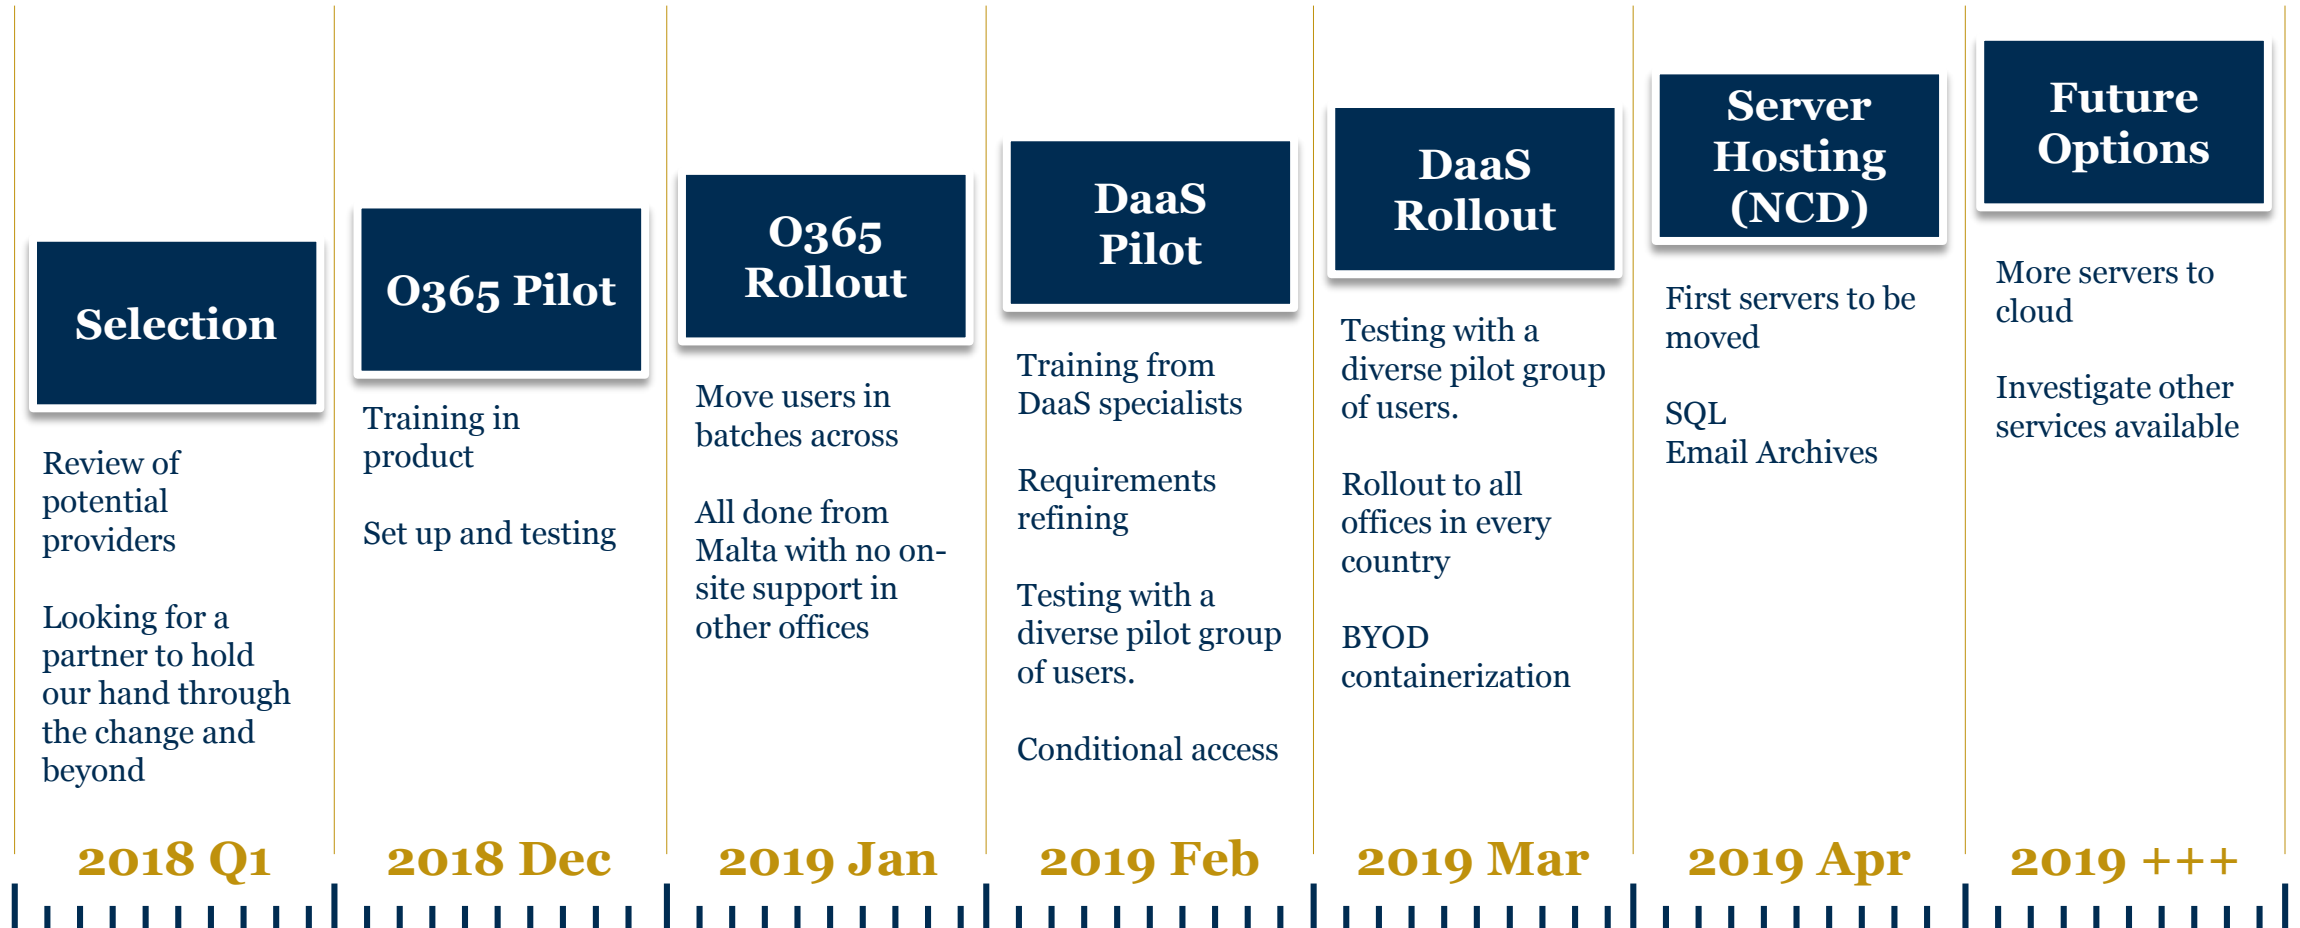 Selection
Review of
potential
providers
Looking for a
partner to hold
our hand through
the change and
beyond
2018 Q1
O365 Pilot
Training in
product
Set up and testing
2018 Dec
O365
Rollout
Move users in
batches across
All done from
Malta with no on-
site support in
other offices
2019 Jan
DaaS
Pilot
Training from
DaaS specialists
Requirements
refining
Testing with a
diverse pilot group
of users.
Conditional access
2019 Feb
DaaS
Rollout
Testing with a
diverse pilot group
of users.
Rollout to all
offices in every
country
BYOD
containerization
2019 Mar
Server
Hosting
(NCD)
First servers to be
moved
SQL
Email Archives
2019 Apr
Future
Options
More servers to
cloud
Investigate other
services available
2019 +++